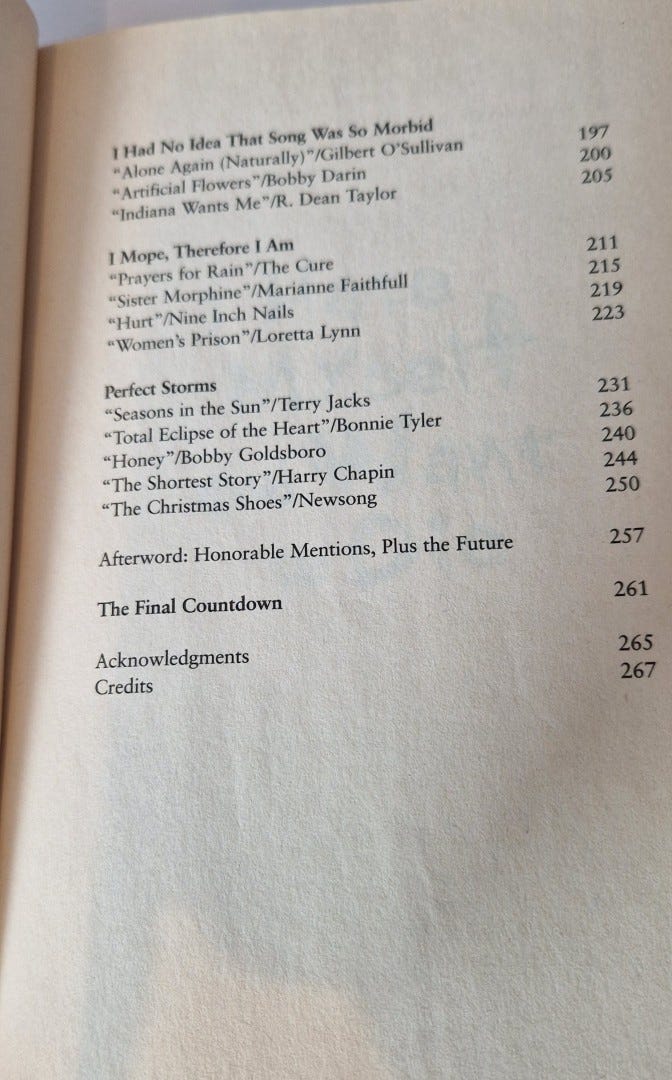 I Had No Idea That Song Was So Morbid
“Alone Again (Naturally)”/Gilbert O’Sullivan 197
“Artificial Flowers”/Bobby Darin 200
“Indiana Wants Me”/R. Dean Taylor 205
I Mope, Therefore I Am
“Prayers for Rain”/The Cure 211
“Sister Morphine”/Marianne Faithfull 215
“Hurt”/Nine Inch Nails 219
“Women’s Prison”/Loretta Lynn 223
Perfect Storms
“Seasons in the Sun”/Terry Jacks 231
“Total Eclipse of the Heart”/Bonnie Tyler 236
“Honey”/Bobby Goldsboro 240
“The Shortest Story”/Harry Chapin 244
“The Christmas Shoes”/Newsong 250
Afterword: Honorable Mentions, Plus the Future 257
The Final Countdown 261
Acknowledgments 265
Credits 267